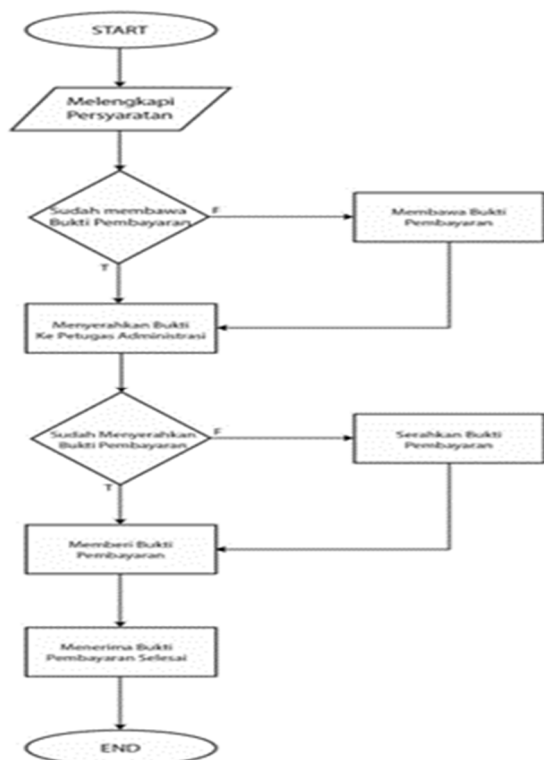 START
Melengkapi
Persyaratan
Sudah membawa
Bukti Pembayaran
F
Membawa Bukti
Pembayaran
T
Menyerahkan Bukti
Ke Petugas Administrasi
Sudah Menyerahkan
Bukti Pembayaran
F
Serahkan Bukti
Pembayaran
T
Memberi Bukti
Pembayaran
Menerima Bukti
Pembayaran Selesai
END